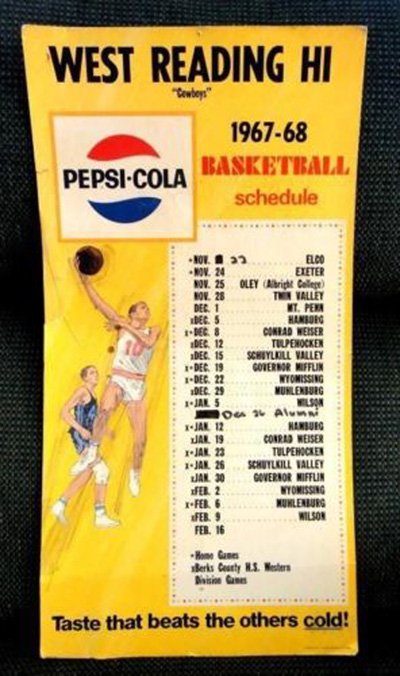 WEST READING HI
"Cowboys"
PEPSI·COLA
1967-68
BASKETBALL
schedule
•NOV. 22 ELCO
•NOV. 24 EXETER
NOV. 25 OLEY (Albright College)
NOV. 28 TWIN VALLEY
DEC. 1 MT. PENN
xDEC. 5 HAMBURG
x•DEC. 8 CONRAD WEISER
xDEC. 12 TULPEHOCKEN
xDEC. 15 SCHUYLKILL VALLEY
x•DEC. 19 GOVERNOR MIFFLIN
x•DEC. 22 WYOMISSING
xDEC. 29 MUHLENBURG
x•JAN. 5 WILSON
Dec 26 Alumni
x•JAN. 12 HAMBURG
xJAN. 19 CONRAD WEISER
x•JAN. 23 TULPEHOCKEN
x•JAN. 26 SCHUYLKILL VALLEY
xJAN. 30 GOVERNOR MIFFLIN
xFEB. 2 WYOMISSING
x•FEB. 6 MUHLENBURG
xFEB. 9 WILSON
FEB. 16
•Home Games
xBerks County H.S. Western
Division Games
10
Taste that beats the others cold!